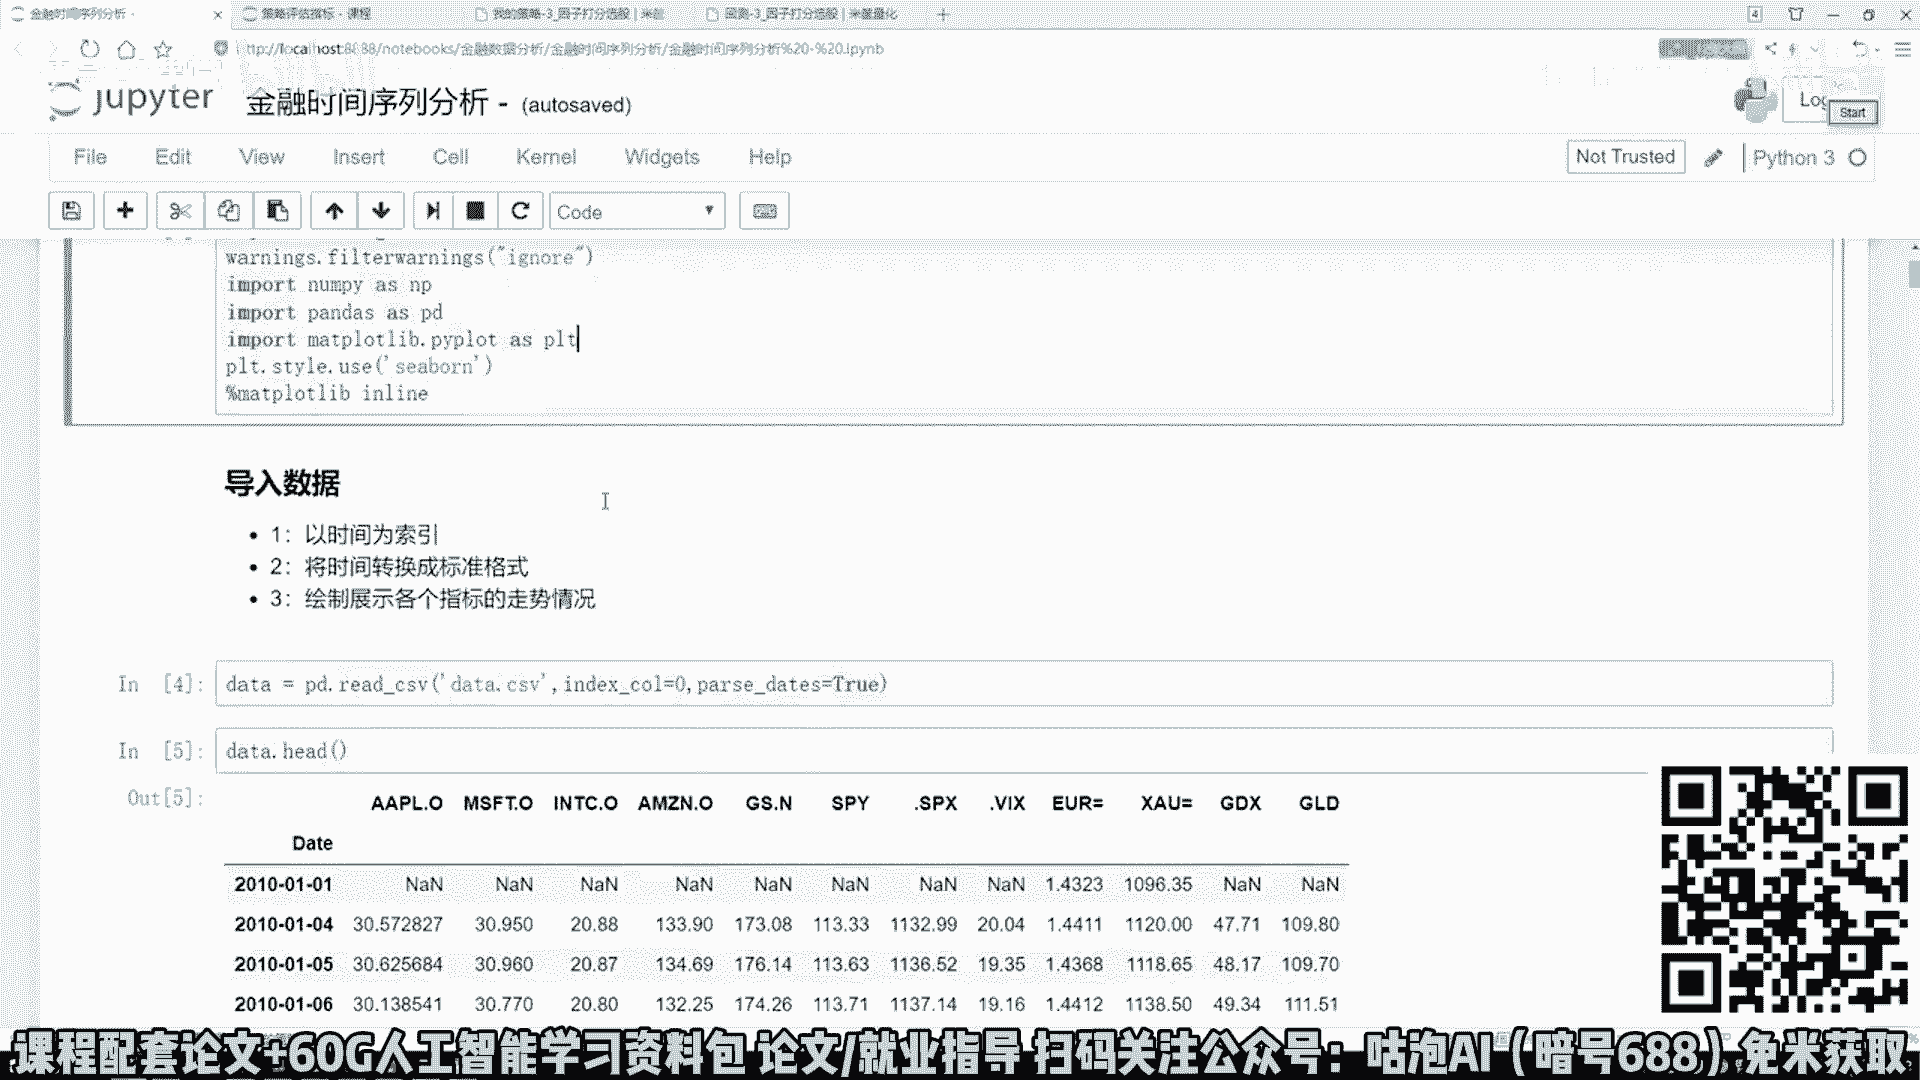 金融时间序列分析 -
策略评估指标 - 课程
我的策略-3_因子打分选股 | 米筐
回测-3_因子打分选股 | 米筐量化
ttp://localhost:8888/notebooks/金融数据分析/金融时间序列分析/金融时间序列分析%20-%20.ipynb
jupyter 金融时间序列分析 - (autosaved)
Start
File Edit View Insert Cell Kernel Widgets Help
Not Trusted
Python 3
Code
warnings.filterwarnings("ignore")
import numpy as np
import pandas as pd
import matplotlib.pyplot as plt
plt.style.use('seaborn')
%matplotlib inline
导入数据
1：以时间为索引
2：将时间转换成标准格式
3：绘制展示各个指标的走势情况
In [4]: data = pd.read_csv('data.csv',index_col=0,parse_dates=True)
In [5]: data.head()
Out[5]:
AAPL.O MSFT.O INTC.O AMZN.O GS.N SPY .SPX .VIX EUR= XAU= GDX GLD
Date
2010-01-01 NaN NaN NaN NaN NaN NaN NaN NaN 1.4323 1096.35 NaN NaN
2010-01-04 30.572827 30.950 20.88 133.90 173.08 113.33 1132.99 20.04 1.4411 1120.00 47.71 109.80
2010-01-05 30.625684 30.960 20.87 134.69 176.14 113.63 1136.52 19.35 1.4368 1118.65 48.17 109.70
2010-01-06 30.138541 30.770 20.80 132.25 174.26 113.71 1137.14 19.16 1.4412 1138.50 49.34 111.51
课程配套论文+60G人工智能学习资料包 论文/就业指导 扫码关注公众号：咕泡AI（暗号688）免米获取